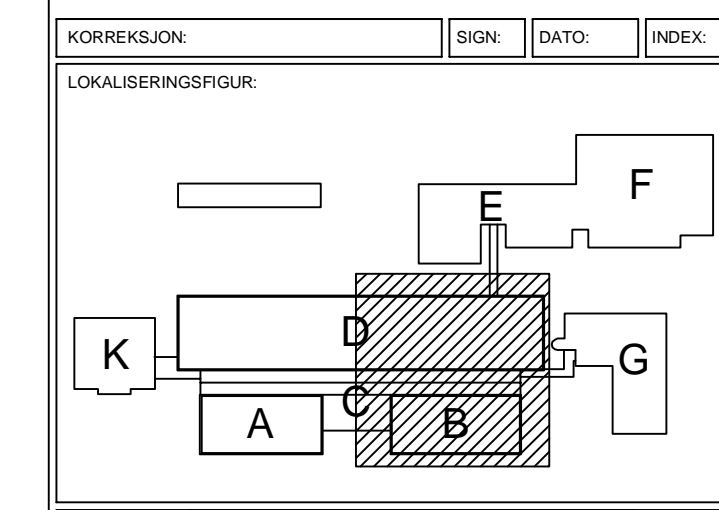 KORREKSJON: SIGN: DATO: INDEX:
LOKALISERINGSFIGUR:
F
E
D
K G
C
A B